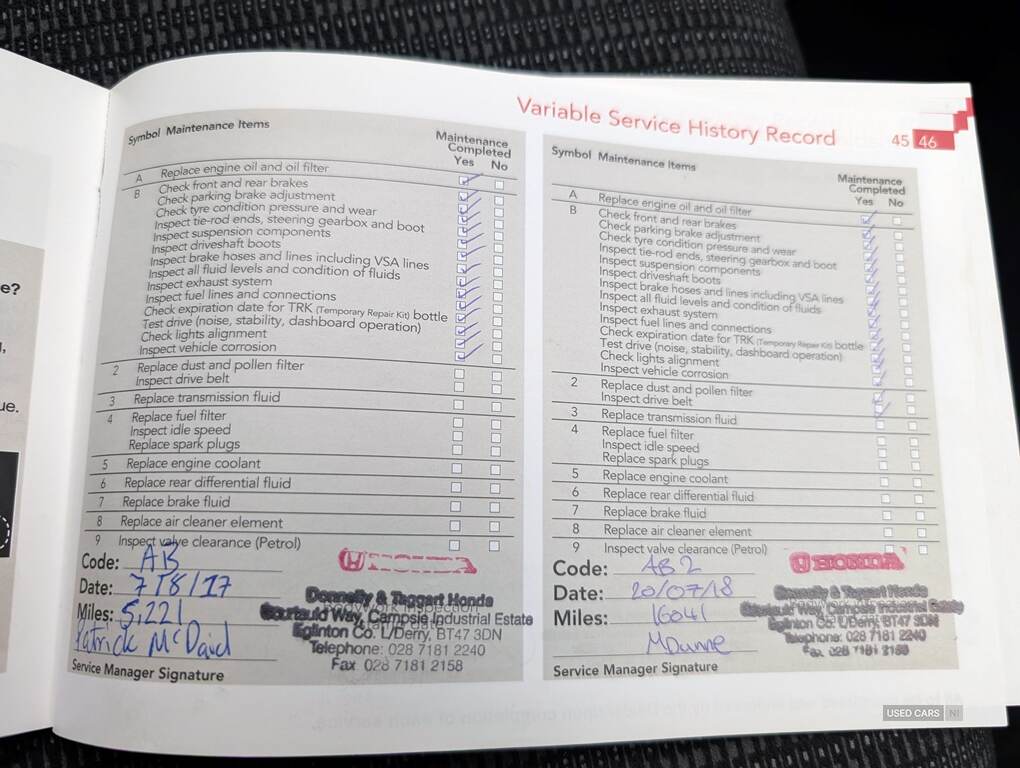 e?
ue.
Variable Service History Record 45 46
Symbol Maintenance Items
Maintenance
Completed
Yes No
A Replace engine oil and oil filter
B Check front and rear brakes
Check parking brake adjustment
Check tyre condition pressure and wear
Inspect tie-rod ends, steering gearbox and boot
Inspect suspension components
Inspect driveshaft boots
Inspect brake hoses and lines including VSA lines
Inspect all fluid levels and condition of fluids
Inspect exhaust system
Inspect fuel lines and connections
Check expiration date for TRK (Temporary Repair Kit) bottle
Test drive (noise, stability, dashboard operation)
Check lights alignment
Inspect vehicle corrosion
2 Replace dust and pollen filter
Inspect drive belt
3 Replace transmission fluid
4 Replace fuel filter
Inspect idle speed
Replace spark plugs
5 Replace engine coolant
6 Replace rear differential fluid
7 Replace brake fluid
8 Replace air cleaner element
9 Inspect valve clearance (Petrol)
Code: AB
Date: 7/8/17
Miles: 5,221
Patrick McDaid
Service Manager Signature
Donnelly & Taggart Honda
Courtauld Way, Campsie Industrial Estate
Eglinton Co. L/Derry, BT47 3DN
Telephone: 028 7181 2240
Fax 028 7181 2158
Symbol Maintenance Items
Maintenance
Completed
Yes No
A Replace engine oil and oil filter
B Check front and rear brakes
Check parking brake adjustment
Check tyre condition pressure and wear
Inspect tie-rod ends, steering gearbox and boot
Inspect suspension components
Inspect driveshaft boots
Inspect brake hoses and lines including VSA lines
Inspect all fluid levels and condition of fluids
Inspect exhaust system
Inspect fuel lines and connections
Check expiration date for TRK (Temporary Repair Kit) bottle
Test drive (noise, stability, dashboard operation)
Check lights alignment
Inspect vehicle corrosion
2 Replace dust and pollen filter
Inspect drive belt
3 Replace transmission fluid
4 Replace fuel filter
Inspect idle speed
Replace spark plugs
5 Replace engine coolant
6 Replace rear differential fluid
7 Replace brake fluid
8 Replace air cleaner element
9 Inspect valve clearance (Petrol)
Code: AB2
Date: 20/07/18
Miles: 16041
MDunne
Service Manager Signature
HONDA
Donnelly & Taggart Honda
Courtauld Way, Campsie Industrial Estate
Eglinton Co. L/Derry, BT47 3DN
Telephone: 028 7181 2240
Fax 028 7181 2158
USED CARS NI